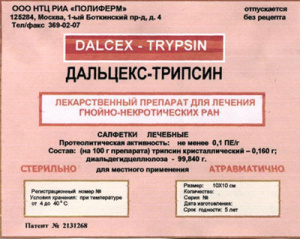 ООО НТЦ РИА «ПОЛИФЕРМ»
отпускается
125284, Москва, 1-ый Боткинский пр-д, д. 4
без рецепта
Тел/факс 369-02-07
DALCEX - TRYPSIN
ДАЛЬЦЕКС-ТРИПСИН
ЛЕКАРСТВЕННЫЙ ПРЕПАРАТ ДЛЯ ЛЕЧЕНИЯ
ГНОЙНО-НЕКРОТИЧЕСКИХ РАН
САЛФЕТКИ ЛЕЧЕБНЫЕ
Протеолитическая активность: не менее 0,1 ПЕ/г
Состав: (на 100 г препарата) трипсин кристаллический – 0,160 г;
диальдегидцеллюлоза - 99,840 г.
СТЕРИЛЬНО
для местного применения
АТРАВМАТИЧНО
Регистрационный номер №
Условия хранения: при температуре
от 4 до 40°С
Размер: 10Х10 см
Количество:
Серия №
Дата изготовления:
Срок годности: 5 лет
Патент № 2131268